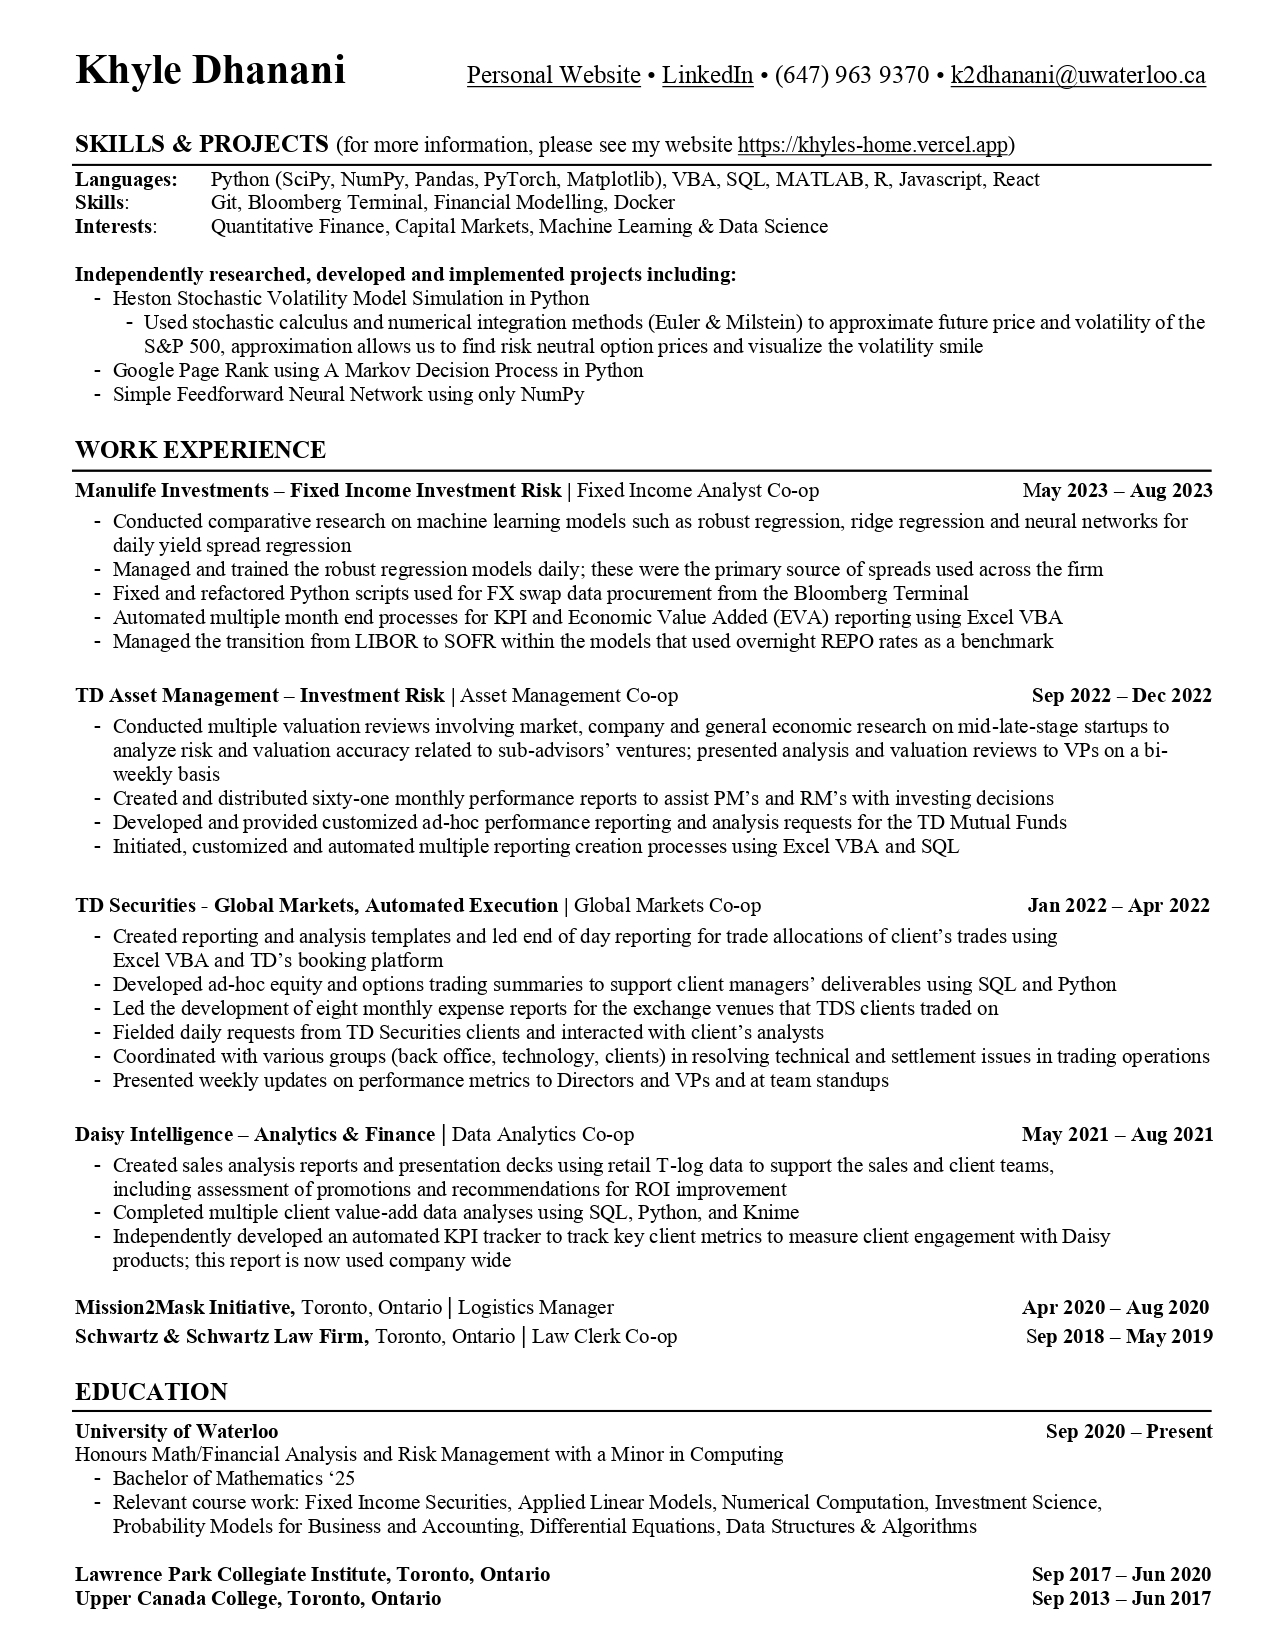 Khyle Dhanani Personal Website • LinkedIn • (647) 963 9370 • k2dhanani@uwaterloo.ca
SKILLS & PROJECTS (for more information, please see my website https://khyles-home.vercel.app)
Languages: Python (SciPy, NumPy, Pandas, PyTorch, Matplotlib), VBA, SQL, MATLAB, R, Javascript, React
Skills: Git, Bloomberg Terminal, Financial Modelling, Docker
Interests: Quantitative Finance, Capital Markets, Machine Learning & Data Science
Independently researched, developed and implemented projects including:
- Heston Stochastic Volatility Model Simulation in Python
- Used stochastic calculus and numerical integration methods (Euler & Milstein) to approximate future price and volatility of the
S&P 500, approximation allows us to find risk neutral option prices and visualize the volatility smile
- Google Page Rank using A Markov Decision Process in Python
- Simple Feedforward Neural Network using only NumPy
WORK EXPERIENCE
Manulife Investments – Fixed Income Investment Risk | Fixed Income Analyst Co-op May 2023 – Aug 2023
- Conducted comparative research on machine learning models such as robust regression, ridge regression and neural networks for
daily yield spread regression
- Managed and trained the robust regression models daily; these were the primary source of spreads used across the firm
- Fixed and refactored Python scripts used for FX swap data procurement from the Bloomberg Terminal
- Automated multiple month end processes for KPI and Economic Value Added (EVA) reporting using Excel VBA
- Managed the transition from LIBOR to SOFR within the models that used overnight REPO rates as a benchmark
TD Asset Management – Investment Risk | Asset Management Co-op Sep 2022 – Dec 2022
- Conducted multiple valuation reviews involving market, company and general economic research on mid-late-stage startups to
analyze risk and valuation accuracy related to sub-advisors’ ventures; presented analysis and valuation reviews to VPs on a bi-
weekly basis
- Created and distributed sixty-one monthly performance reports to assist PM’s and RM’s with investing decisions
- Developed and provided customized ad-hoc performance reporting and analysis requests for the TD Mutual Funds
- Initiated, customized and automated multiple reporting creation processes using Excel VBA and SQL
TD Securities - Global Markets, Automated Execution | Global Markets Co-op Jan 2022 – Apr 2022
- Created reporting and analysis templates and led end of day reporting for trade allocations of client’s trades using
Excel VBA and TD’s booking platform
- Developed ad-hoc equity and options trading summaries to support client managers’ deliverables using SQL and Python
- Led the development of eight monthly expense reports for the exchange venues that TDS clients traded on
- Fielded daily requests from TD Securities clients and interacted with client’s analysts
- Coordinated with various groups (back office, technology, clients) in resolving technical and settlement issues in trading operations
- Presented weekly updates on performance metrics to Directors and VPs and at team standups
Daisy Intelligence – Analytics & Finance | Data Analytics Co-op May 2021 – Aug 2021
- Created sales analysis reports and presentation decks using retail T-log data to support the sales and client teams,
including assessment of promotions and recommendations for ROI improvement
- Completed multiple client value-add data analyses using SQL, Python, and Knime
- Independently developed an automated KPI tracker to track key client metrics to measure client engagement with Daisy
products; this report is now used company wide
Mission2Mask Initiative, Toronto, Ontario | Logistics Manager Apr 2020 – Aug 2020
Schwartz & Schwartz Law Firm, Toronto, Ontario | Law Clerk Co-op Sep 2018 – May 2019
EDUCATION
University of Waterloo Sep 2020 – Present
Honours Math/Financial Analysis and Risk Management with a Minor in Computing
- Bachelor of Mathematics ‘25
- Relevant course work: Fixed Income Securities, Applied Linear Models, Numerical Computation, Investment Science,
Probability Models for Business and Accounting, Differential Equations, Data Structures & Algorithms
Lawrence Park Collegiate Institute, Toronto, Ontario Sep 2017 – Jun 2020
Upper Canada College, Toronto, Ontario Sep 2013 – Jun 2017